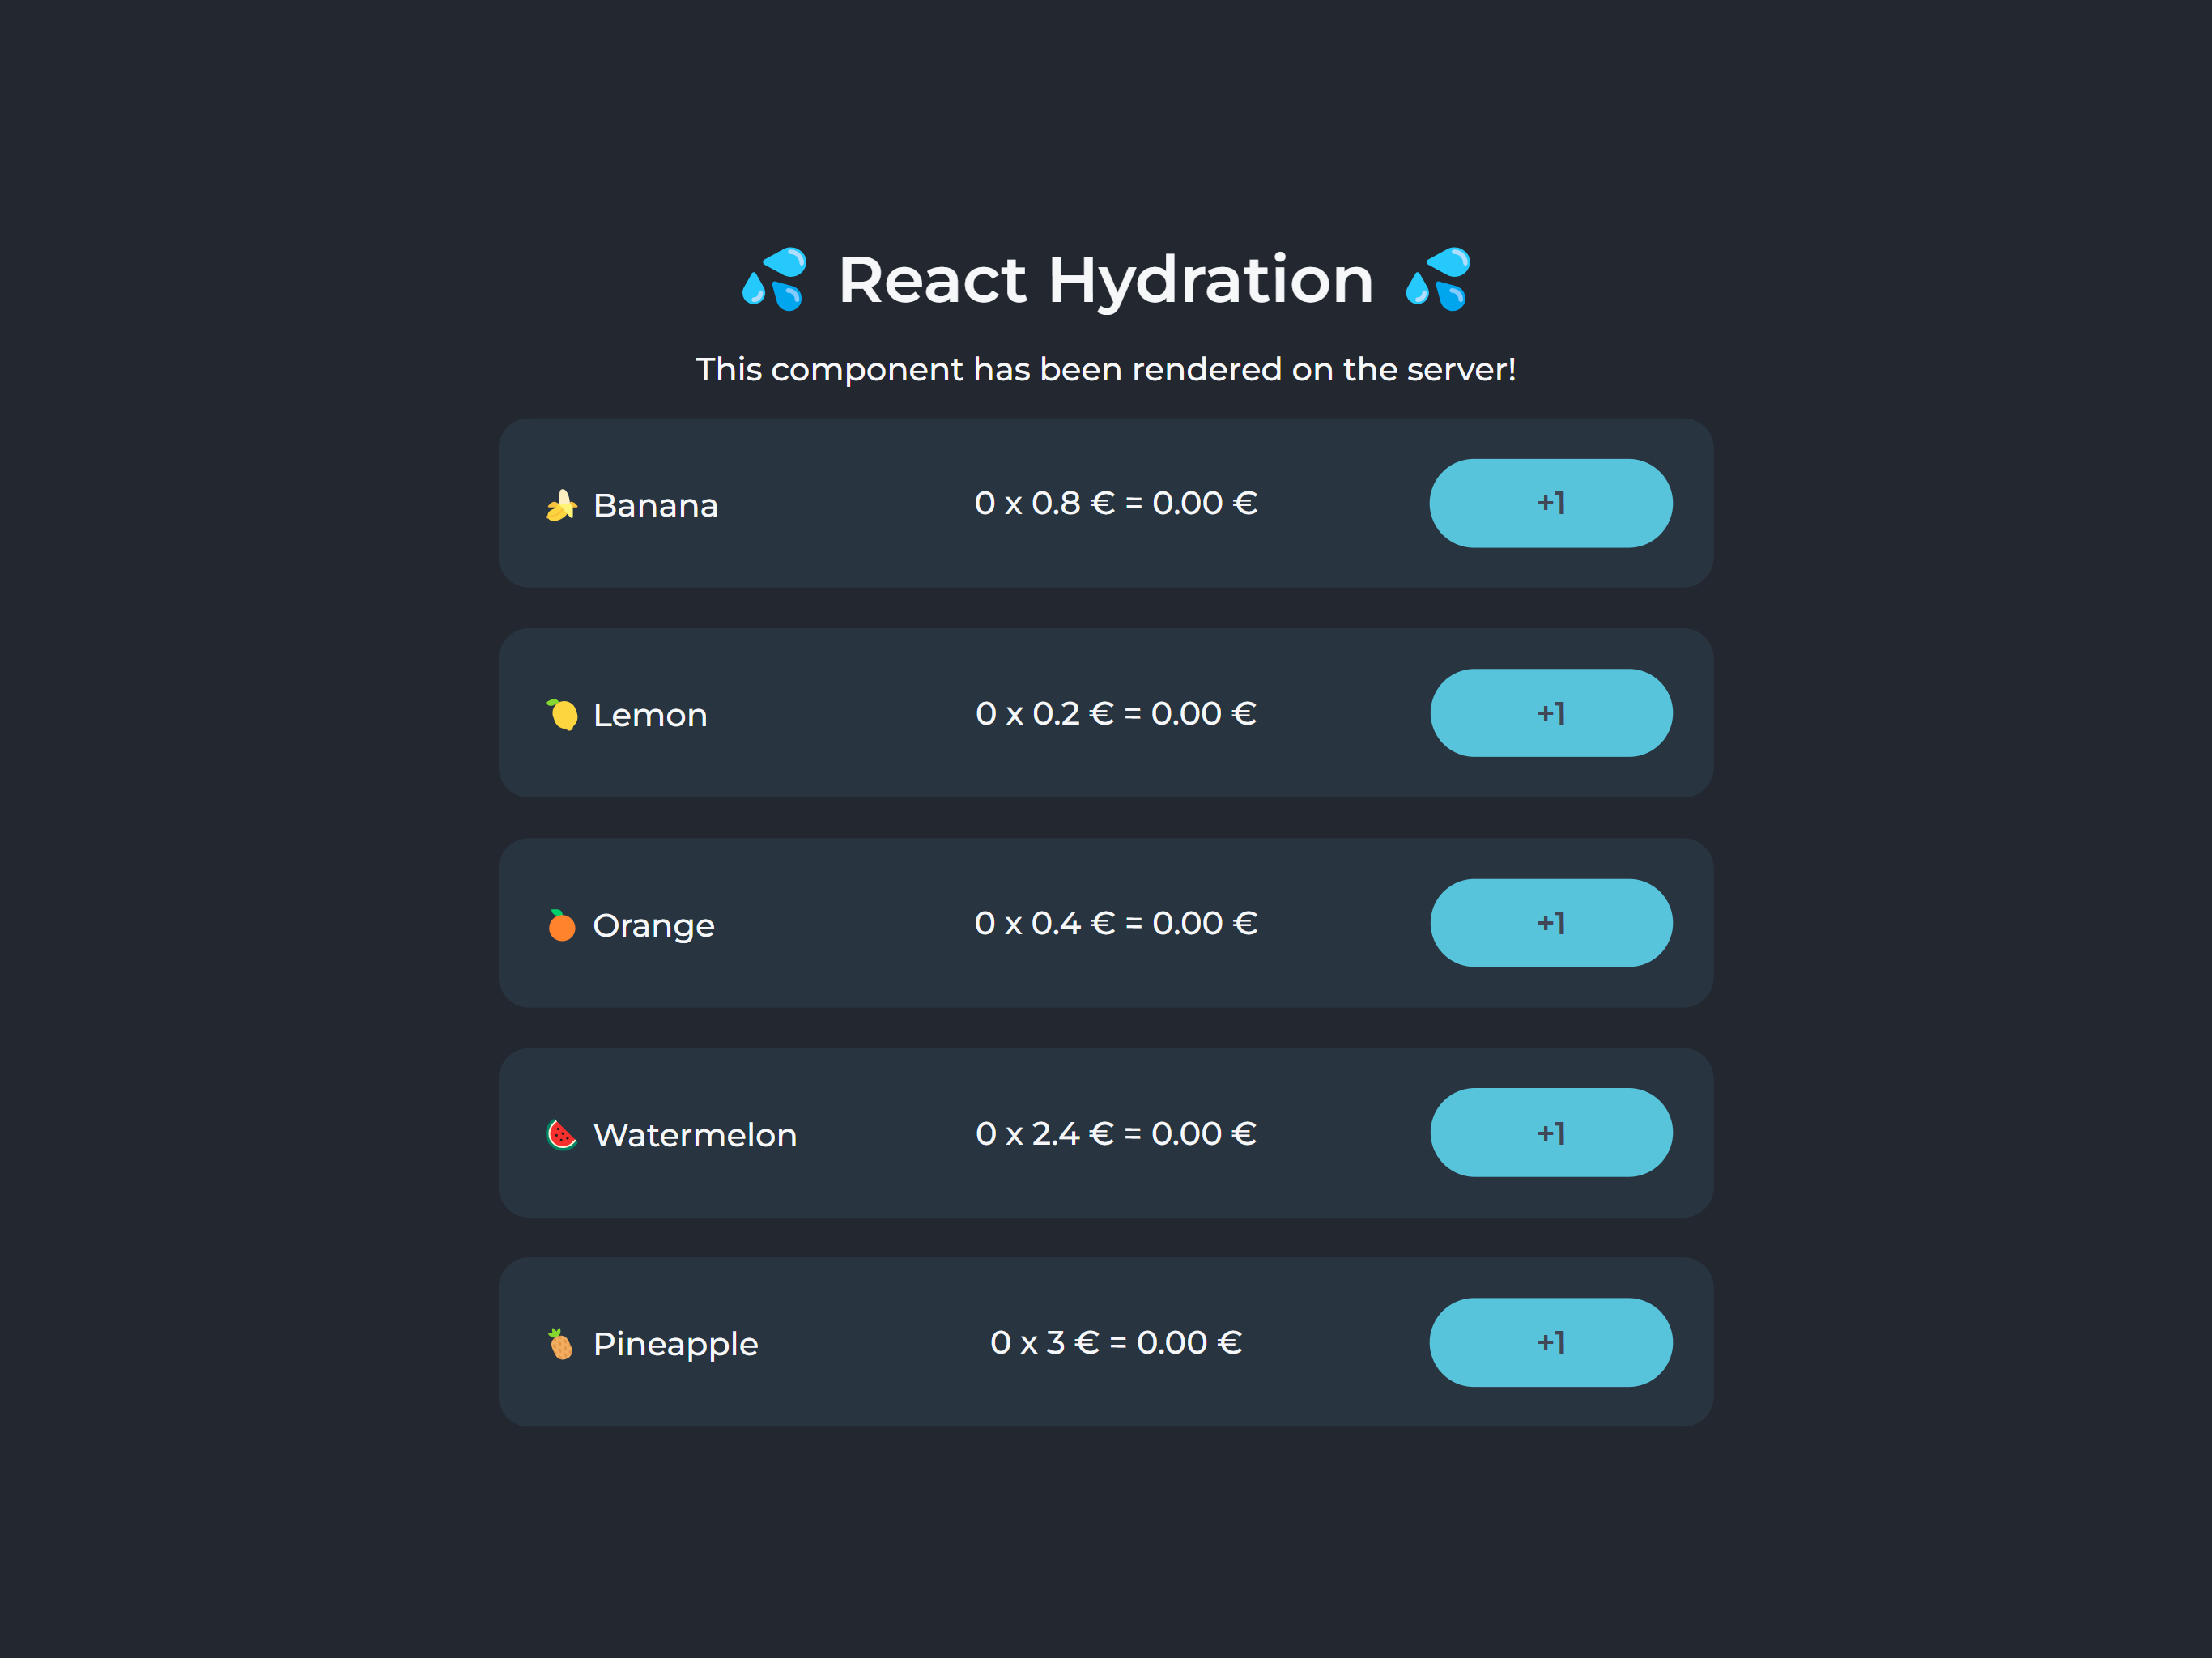 💦 React Hydration 💦
This component has been rendered on the server!
🍌 Banana 0 x 0.8 € = 0.00 € +1
🍋 Lemon 0 x 0.2 € = 0.00 € +1
🍊 Orange 0 x 0.4 € = 0.00 € +1
🍉 Watermelon 0 x 2.4 € = 0.00 € +1
🍍 Pineapple 0 x 3 € = 0.00 € +1